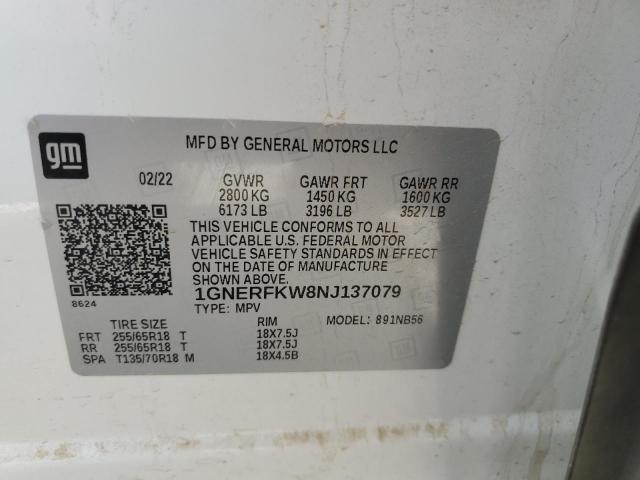 gm
MFD BY GENERAL MOTORS LLC
02/22 GVWR GAWR FRT GAWR RR
2800 KG 1450 KG 1600 KG
6173 LB 3196 LB 3527 LB
THIS VEHICLE CONFORMS TO ALL
APPLICABLE U.S. FEDERAL MOTOR
VEHICLE SAFETY STANDARDS IN EFFECT
ON THE DATE OF MANUFACTURE
SHOWN ABOVE.
8624
1GNERFKW8NJ137079
TYPE: MPV MODEL: 891NB56
TIRE SIZE RIM
FRT 255/65R18 T 18X7.5J
RR 255/65R18 T 18X7.5J
SPA T135/70R18 M 18X4.5B